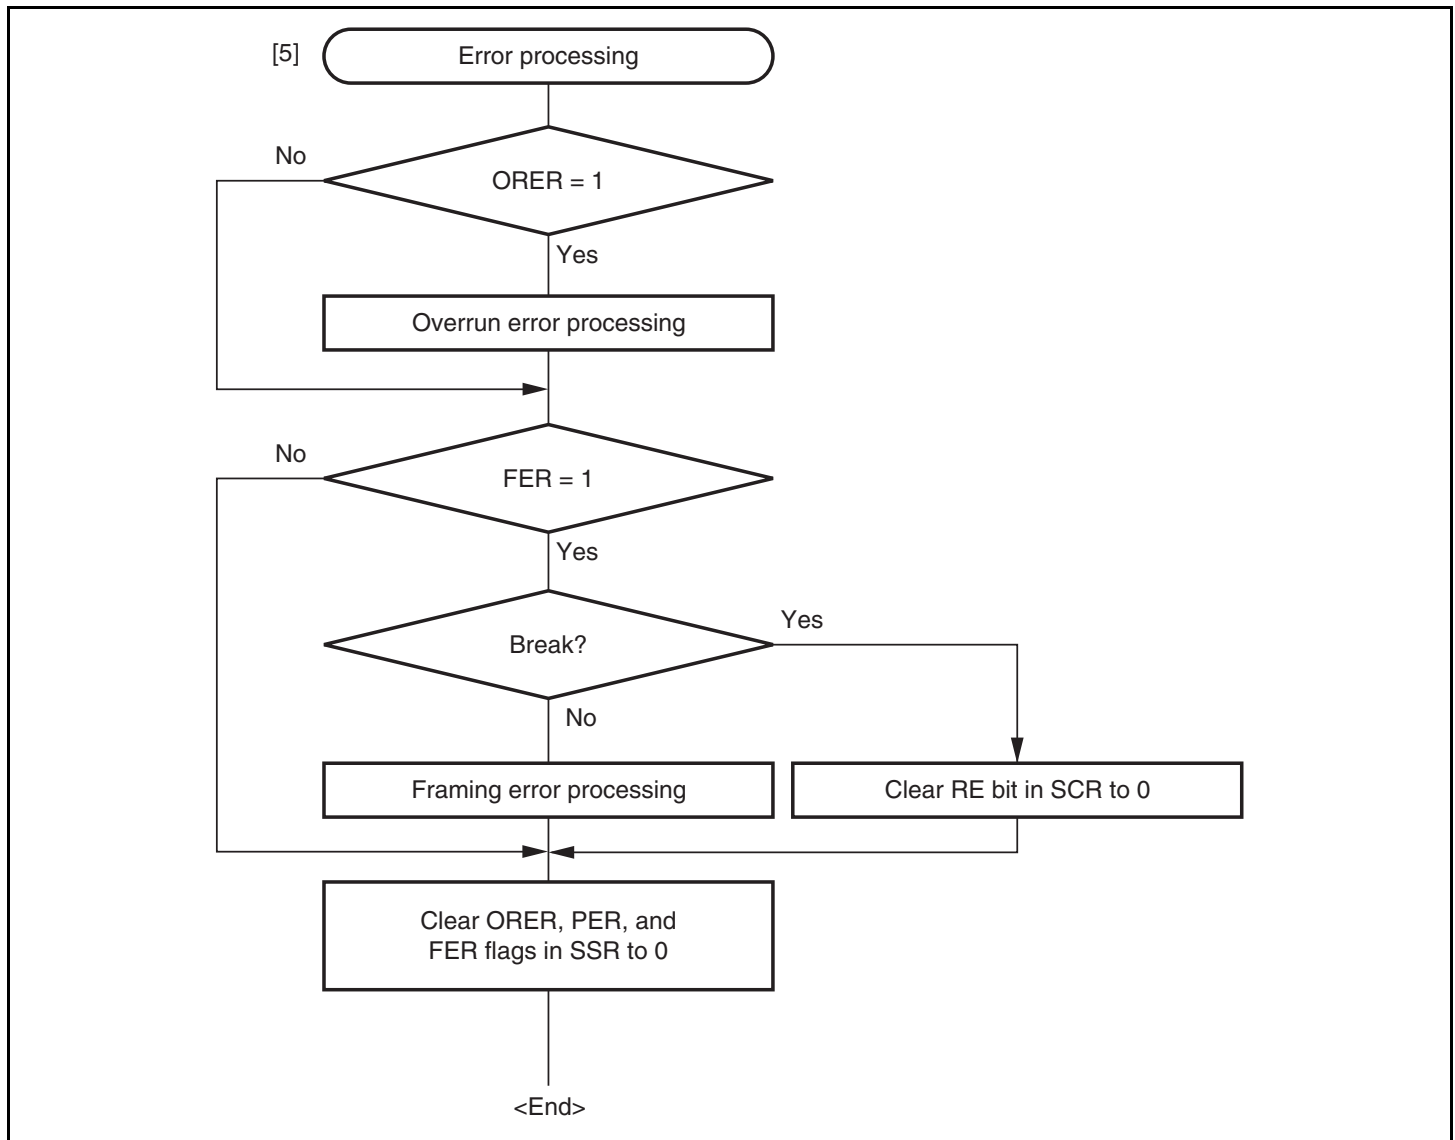 [5]
Error processing
No
ORER = 1
Yes
Overrun error processing
No
FER = 1
Yes
Break?
Yes
No
Framing error processing
Clear RE bit in SCR to 0
Clear ORER, PER, and
FER flags in SSR to 0
<End>